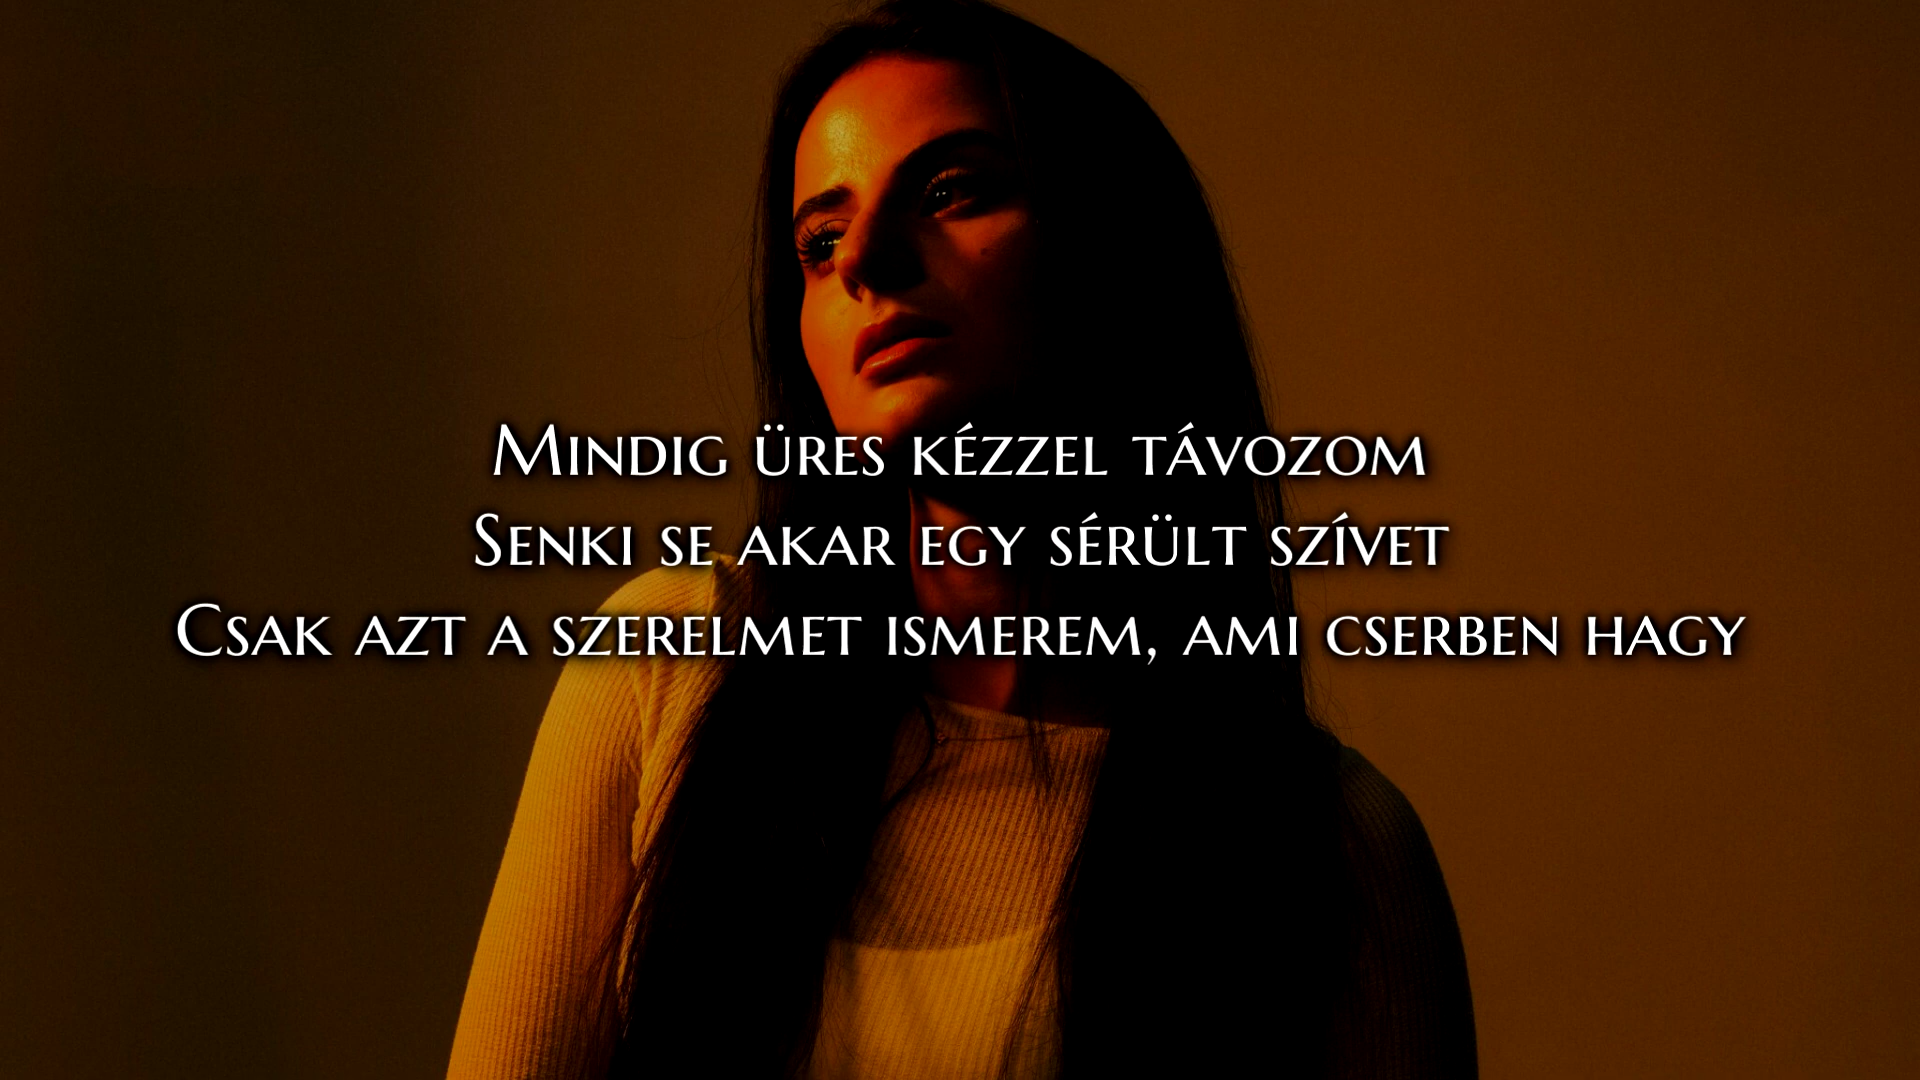 Mindig üres kézzel távozom
Senki se akar egy sérült szívet
Csak azt a szerelmet ismerem, ami cserben hagy